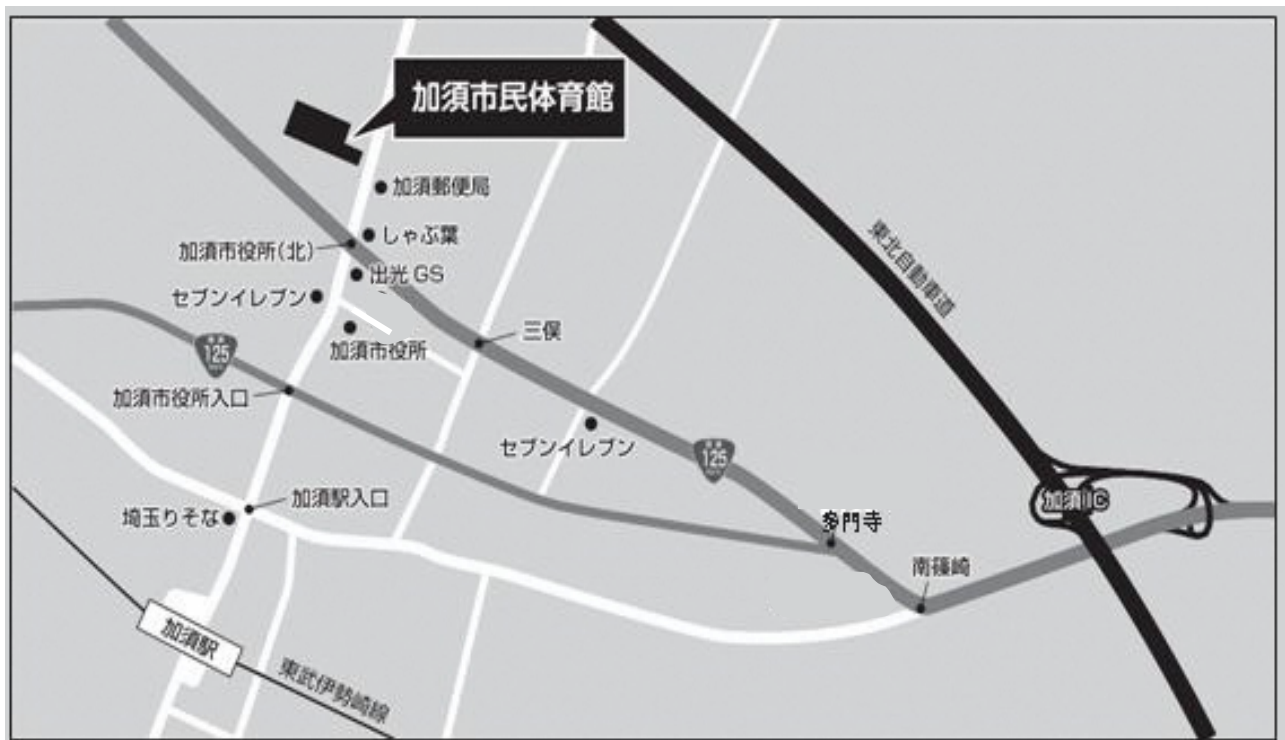 加須市民体育館
加須郵便局
しゃぶ葉
加須市役所(北)
出光 GS
セブンイレブン
加須市役所
三俣
東北自動車道
125
加須市役所入口
セブンイレブン
125
加須IC
加須駅入口
埼玉りそな
多門寺
南篠崎
加須駅
東武伊勢崎線